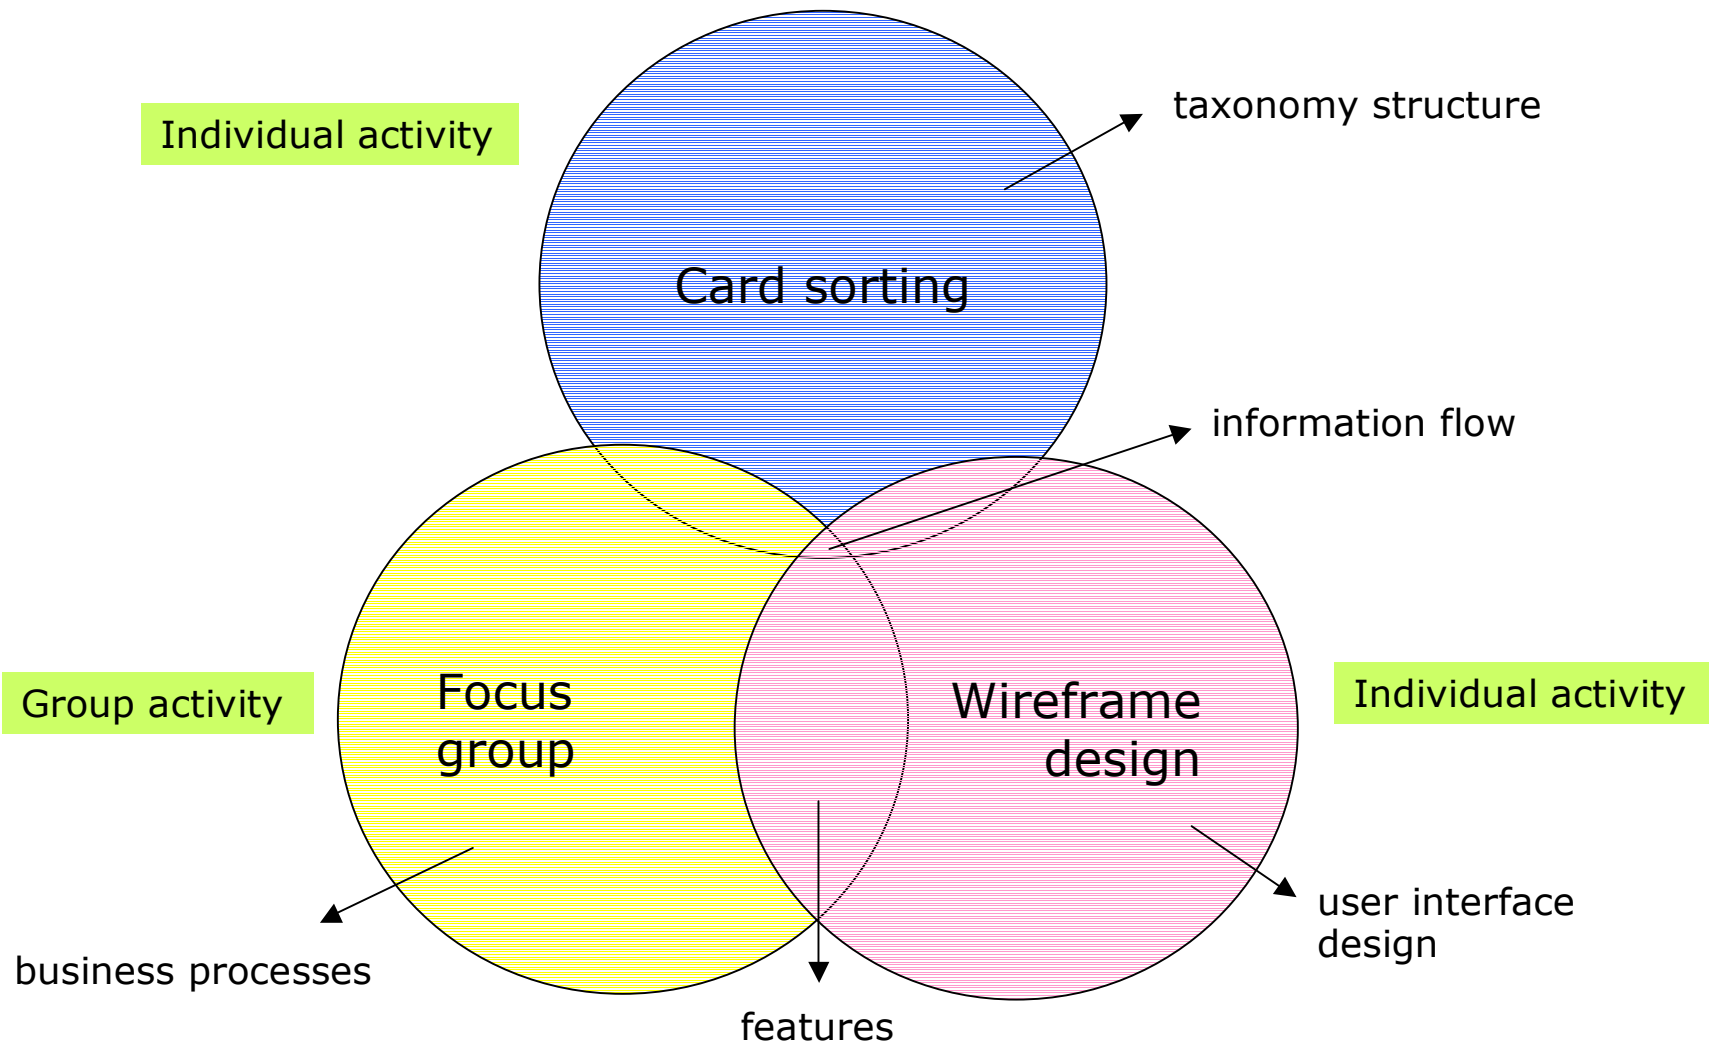 taxonomy structure
Individual activity
Card sorting
information flow
Focus
group
Wireframe
design
Group activity
Individual activity
user interface
design
business processes
features